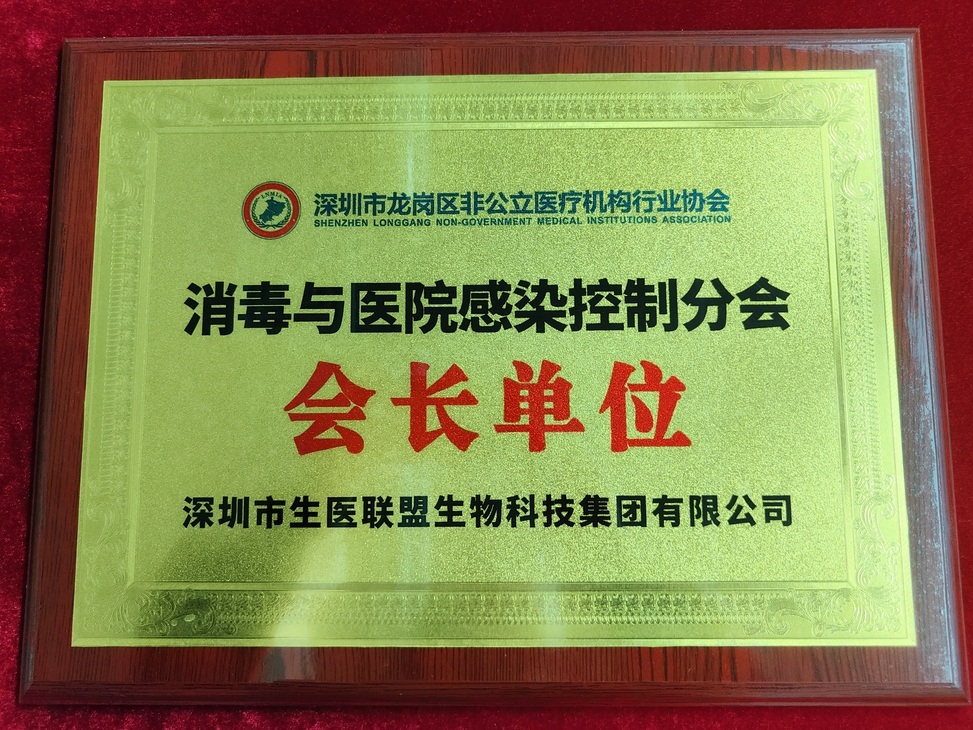 深圳市龙岗区非公立医疗机构行业协会
SHENZHEN LONGGANG NON-GOVERNMENT MEDICAL INSTITUTIONS ASSOCIATION
消毒与医院感染控制分会
会长单位
深圳市生医联盟生物科技集团有限公司